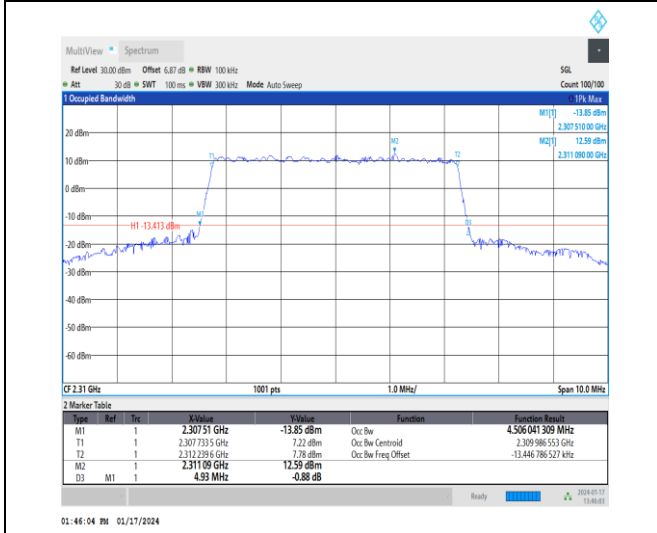 MultiView Spectrum
Ref Level 30.00 dBm Offset 6.87 dB RBW 100 kHz SGL
Att 30 dB SWT 100 ms VBW 300 kHz Mode Auto Sweep Count 100/100
1 Occupied Bandwidth 1Pk Max
M1[1] -13.85 dBm
2.307 510 00 GHz
20 dBm M2[1] 12.59 dBm
M2 2.311 090 00 GHz
10 dBm T1 T2
0 dBm
-10 dBm M1
H1 -13.413 dBm D3
-20 dBm
-30 dBm
-40 dBm
-50 dBm
-60 dBm
CF 2.31 GHz 1001 pts 1.0 MHz/ Span 10.0 MHz
2 Marker Table
Type Ref Trc X-Value Y-Value Function Function Result
M1 1 2.307 51 GHz -13.85 dBm Occ Bw 4.506 041 309 MHz
T1 1 2.307 733 5 GHz 7.22 dBm Occ Bw Centroid 2.309 986 553 GHz
T2 1 2.312 239 6 GHz 7.78 dBm Occ Bw Freq Offset -13.446 786 527 kHz
M2 1 2.311 09 GHz 12.59 dBm
D3 M1 1 4.93 MHz -0.88 dB
Ready 2024-01-17
13:46:03
01:46:04 PM 01/17/2024